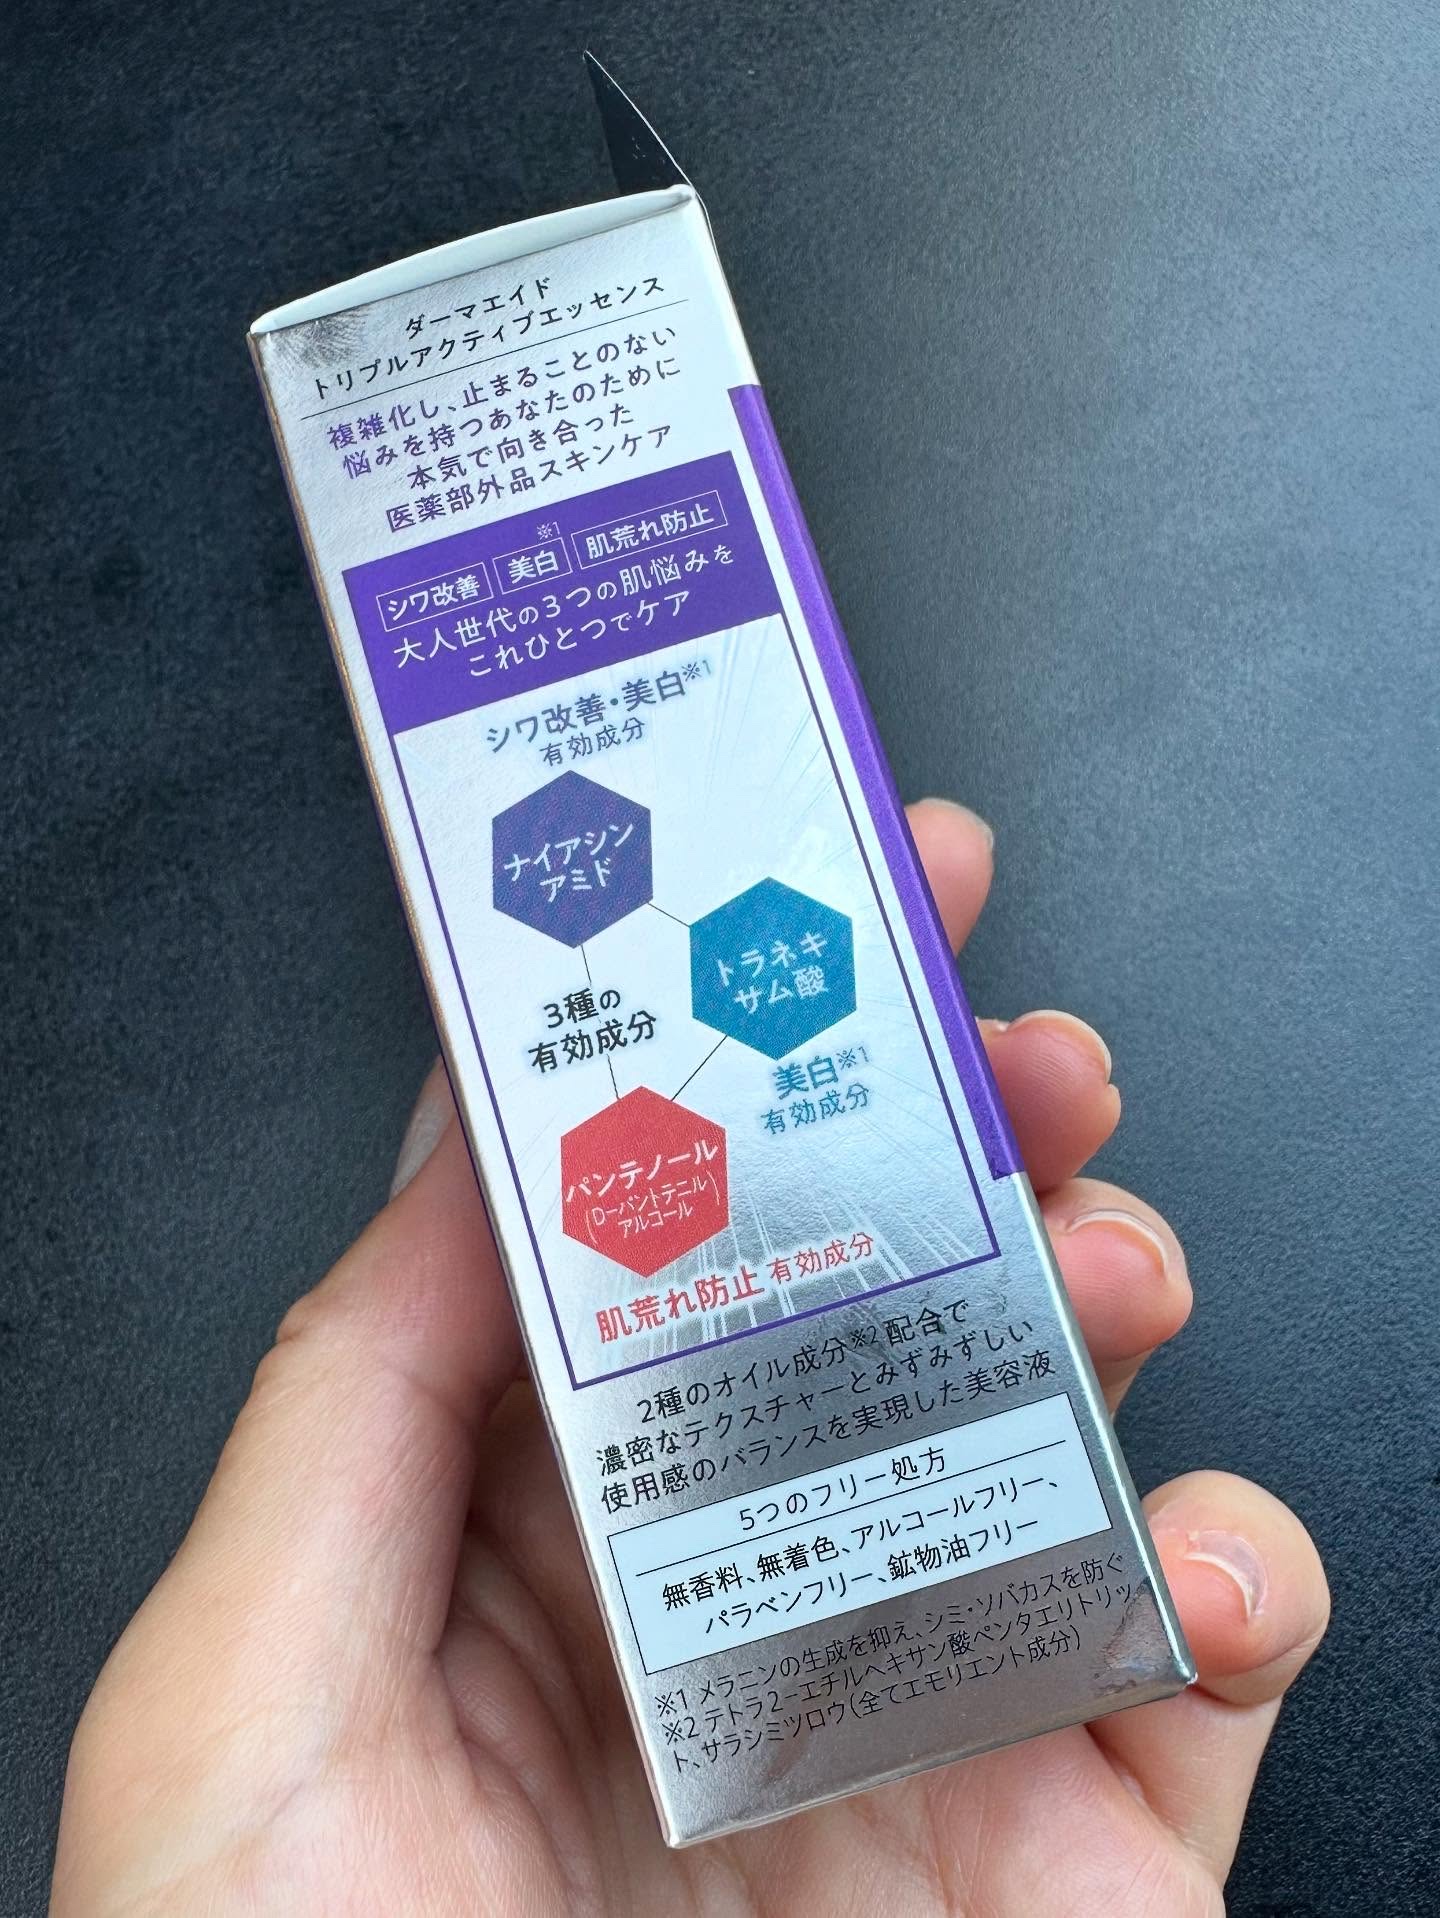 ダーマエイド
トリプルアクティブエッセンス
複雑化し、止まることのない
悩みを持つあなたのために
本気で向き合った
医薬部外品スキンケア
シワ改善 美白※1 肌荒れ防止
大人世代の3つの肌悩みを
これひとつでケア
シワ改善・美白※1
有効成分
ナイアシン
アミド
トラネキ
サム酸
3種の
有効成分
美白※1
有効成分
パンテノール
(D-パントテニル
アルコール)
肌荒れ防止 有効成分
2種のオイル成分※2配合で
濃密なテクスチャーとみずみずしい
使用感のバランスを実現した美容液
5つのフリー処方
無香料、無着色、アルコールフリー、
パラベンフリー、鉱物油フリー
※1 メラニンの生成を抑え、シミ・ソバカスを防ぐ
※2 テトラ2-エチルヘキサン酸ペンタエリトリッ
ト、サラシミツロウ(全てエモリエント成分)